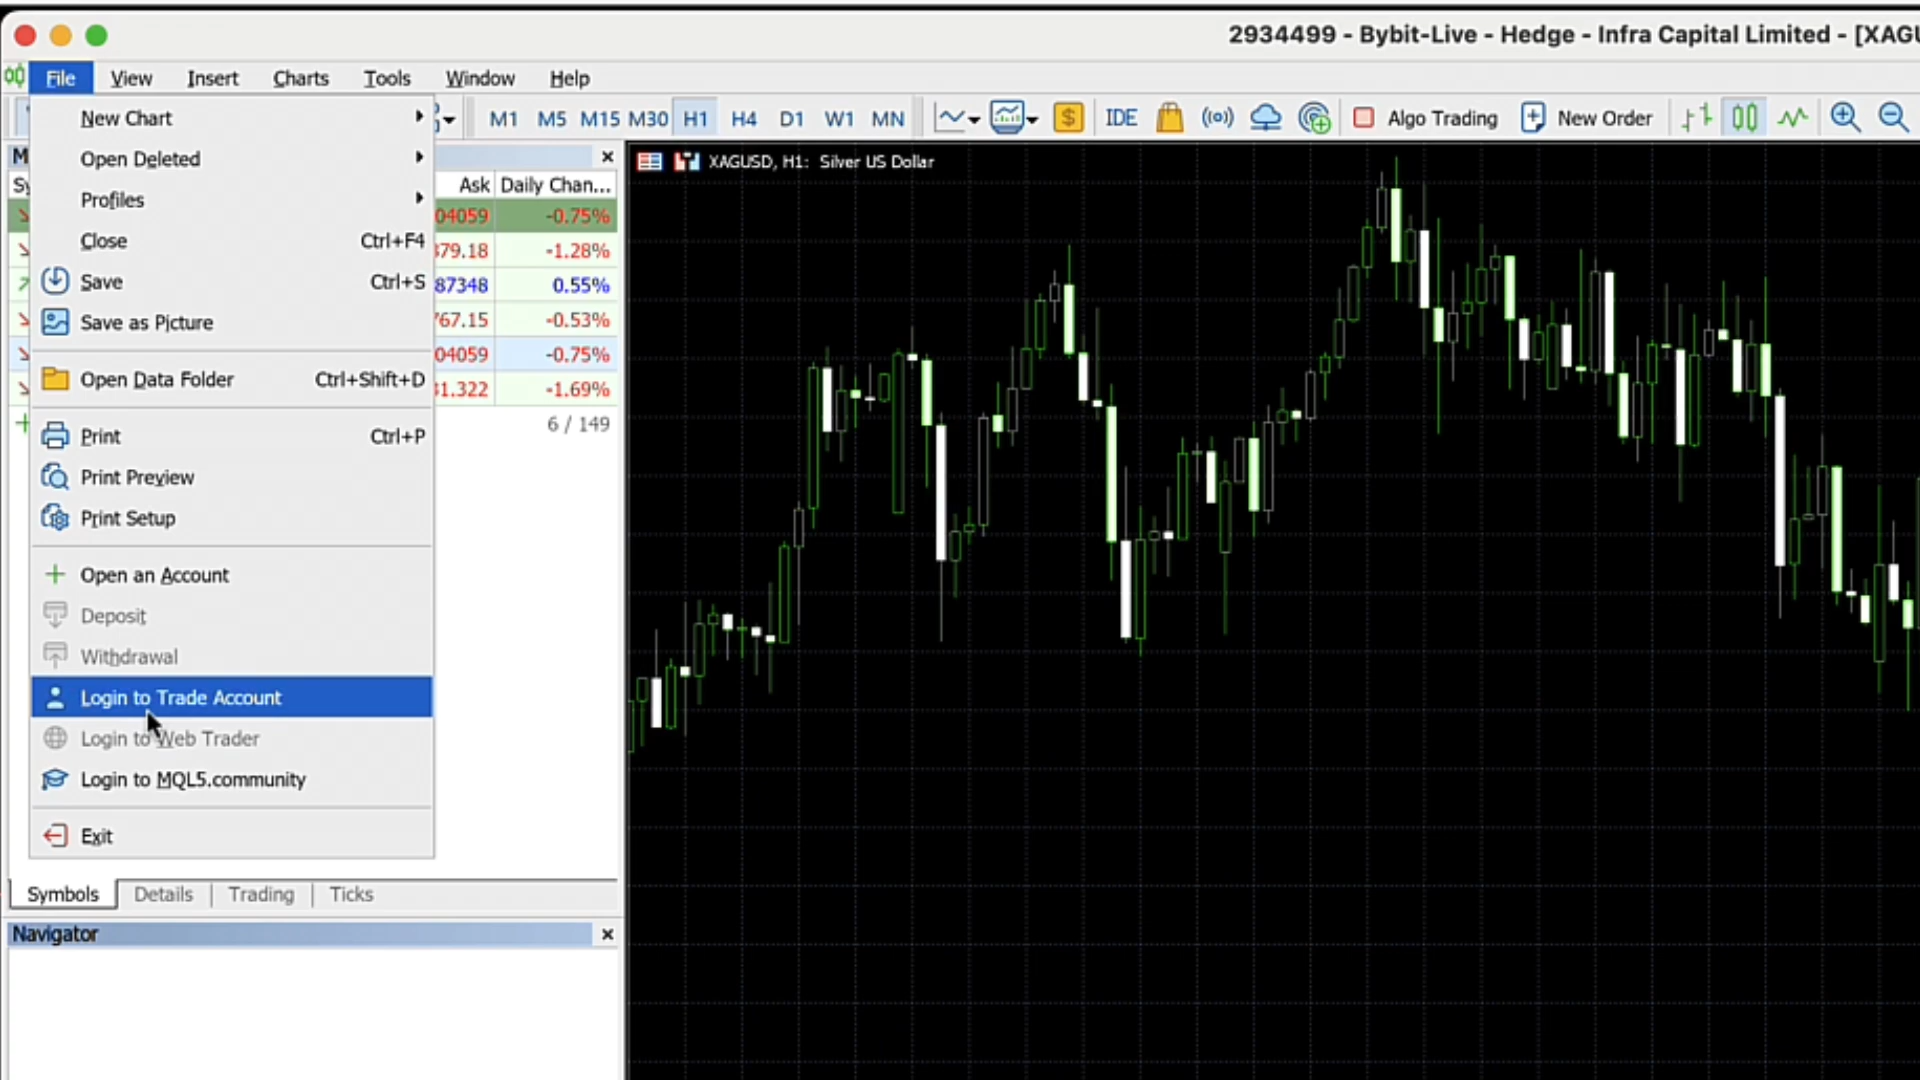 2934499 - Bybit-Live - Hedge - Infra Capital Limited - [XAGU
File View Insert Charts Tools Window Help
M1 M5 M15 M30 H1 H4 D1 W1 MN IDE Algo Trading New Order
New Chart
Open Deleted
Profiles
Close Ctrl+F4
Save Ctrl+S
Save as Picture
Open Data Folder Ctrl+Shift+D
Print Ctrl+P
Print Preview
Print Setup
Open an Account
Deposit
Withdrawal
Login to Trade Account
Login to Web Trader
Login to MQL5.community
Exit
M
Sy Ask Daily Chan...
04059 -0.75%
379.18 -1.28%
87348 0.55%
767.15 -0.53%
04059 -0.75%
31.322 -1.69%
6 / 149
Symbols Details Trading Ticks
Navigator
XAGUSD, H1: Silver US Dollar